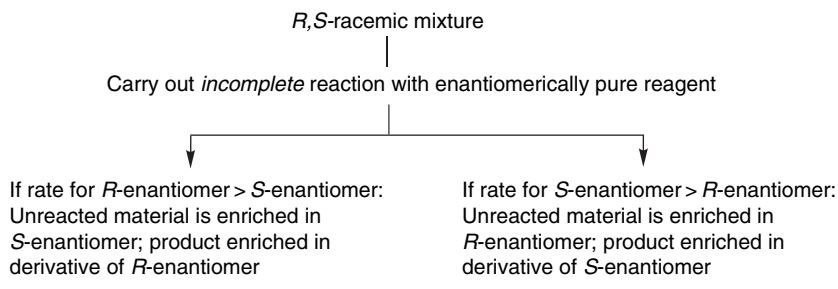 R,S-racemic mixture
Carry out incomplete reaction with enantiomerically pure reagent
If rate for R-enantiomer > S-enantiomer:
Unreacted material is enriched in
S-enantiomer; product enriched in
derivative of R-enantiomer
If rate for S-enantiomer > R-enantiomer:
Unreacted material is enriched in
R-enantiomer; product enriched in
derivative of S-enantiomer